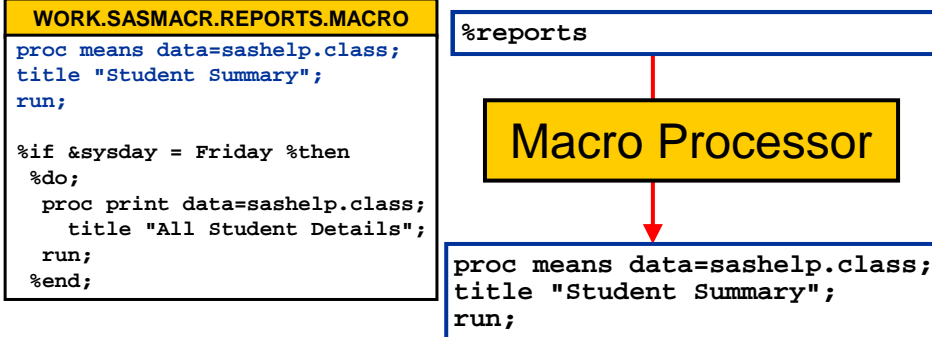 WORK.SASMACR.REPORTS.MACRO
proc means data=sashelp.class;
title "Student Summary";
run;
%if &sysday = Friday %then
%do;
proc print data=sashelp.class;
title "All Student Details";
run;
%end;
%reports
Macro Processor
proc means data=sashelp.class;
title "Student Summary";
run;